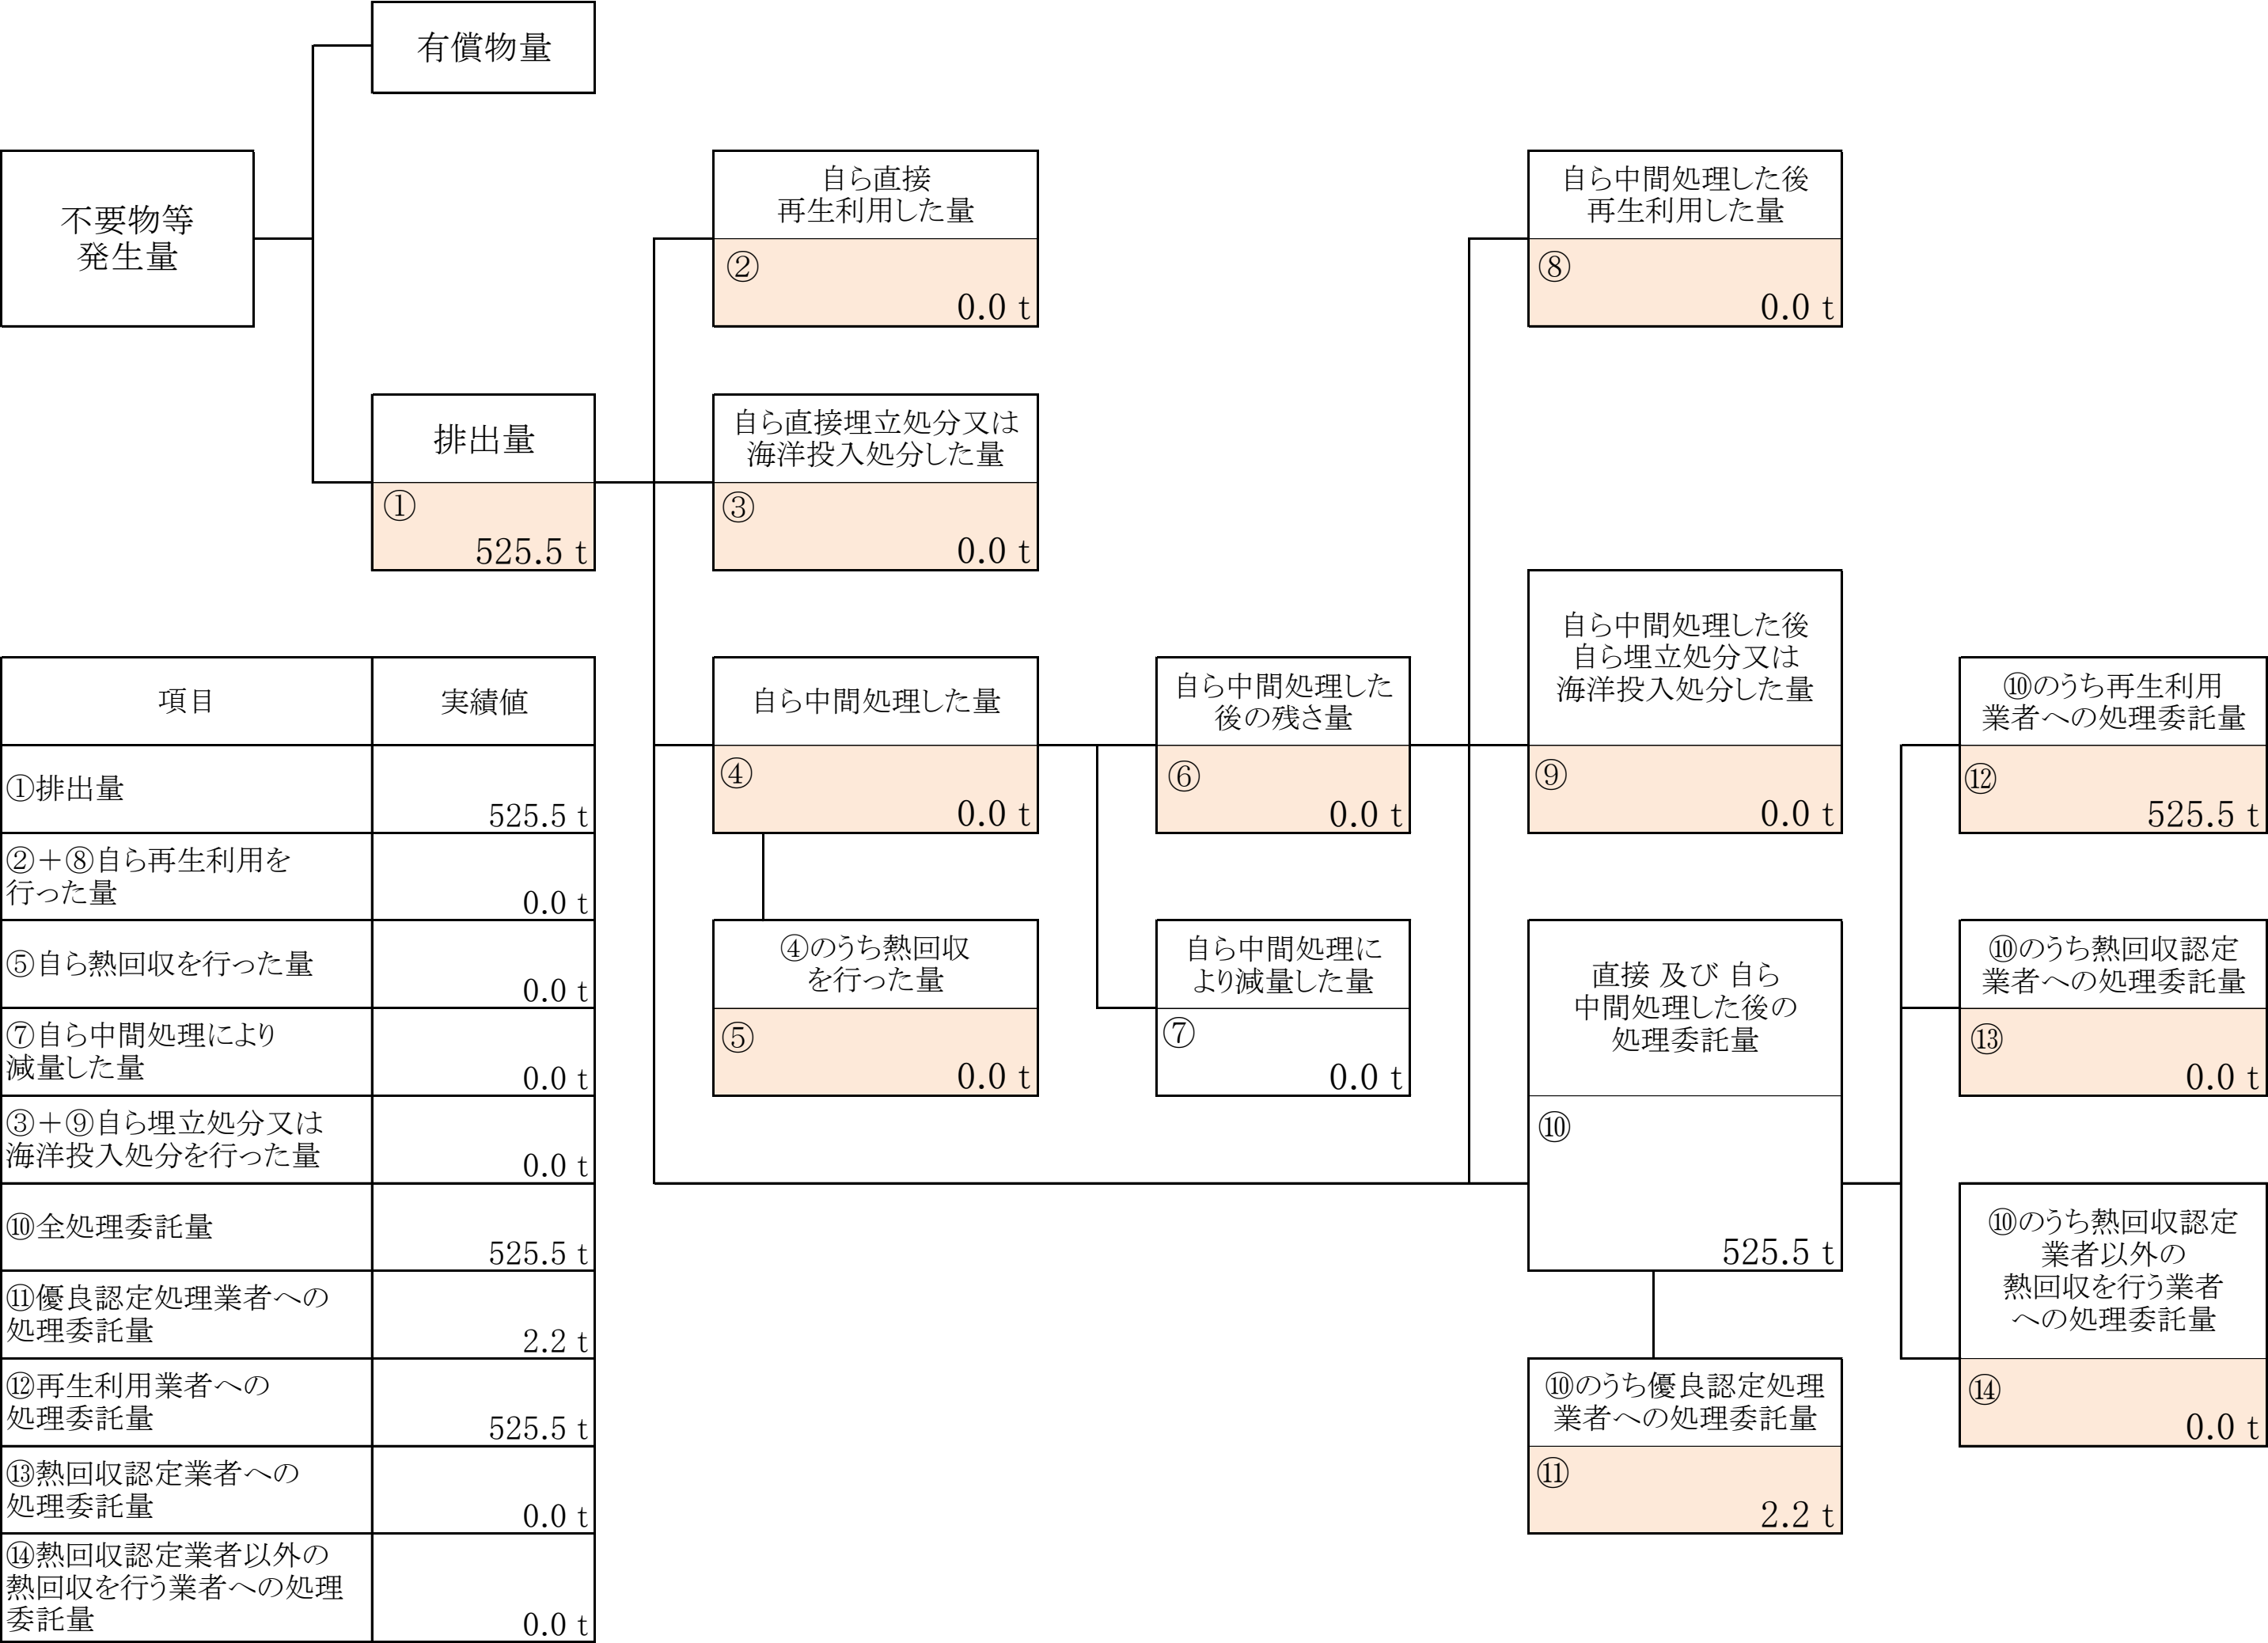 有償物量
不要物等
発生量
排出量
①
525.5 t
自ら直接
再生利用した量
②
0.0 t
自ら直接埋立処分又は
海洋投入処分した量
③
0.0 t
自ら中間処理した量
④
0.0 t
④のうち熱回収
を行った量
⑤
0.0 t
自ら中間処理した
後の残さ量
⑥
0.0 t
自ら中間処理に
より減量した量
⑦
0.0 t
自ら中間処理した後
再生利用した量
⑧
0.0 t
自ら中間処理した後
自ら埋立処分又は
海洋投入処分した量
⑨
0.0 t
直接 及び 自ら
中間処理した後の
処理委託量
⑩
525.5 t
⑩のうち優良認定処理
業者への処理委託量
⑪
2.2 t
⑩のうち再生利用
業者への処理委託量
⑫
525.5 t
⑩のうち熱回収認定
業者への処理委託量
⑬
0.0 t
⑩のうち熱回収認定
業者以外の
熱回収を行う業者
への処理委託量
⑭
0.0 t
項目 実績値
①排出量
525.5 t
②＋⑧自ら再生利用を
行った量
0.0 t
⑤自ら熱回収を行った量
0.0 t
⑦自ら中間処理により
減量した量
0.0 t
③＋⑨自ら埋立処分又は
海洋投入処分を行った量
0.0 t
⑩全処理委託量
525.5 t
⑪優良認定処理業者への
処理委託量
2.2 t
⑫再生利用業者への
処理委託量
525.5 t
⑬熱回収認定業者への
処理委託量
0.0 t
⑭熱回収認定業者以外の
熱回収を行う業者への処理
委託量
0.0 t